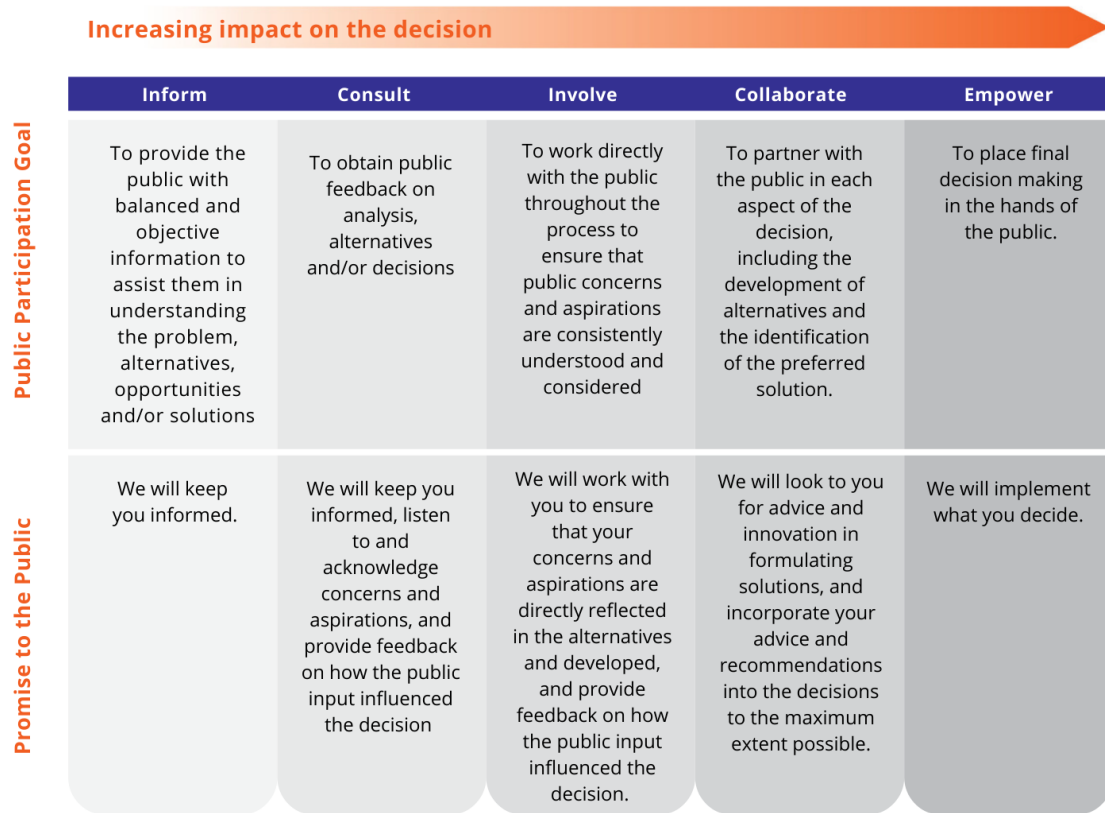 Increasing impact on the decision
Inform
Consult
Involve
Collaborate
Empower
Public Participation Goal
To provide the
public with
balanced and
objective
information to
assist them in
understanding
the problem,
alternatives,
opportunities
and/or solutions
To obtain public
feedback on
analysis,
alternatives
and/or decisions
To work directly
with the public
throughout the
process to
ensure that
public concerns
and aspirations
are consistently
understood and
considered
To partner with
the public in each
aspect of the
decision,
including the
development of
alternatives and
the identification
of the preferred
solution.
To place final
decision making
in the hands of
the public.
Promise to the Public
We will keep
you informed.
We will keep you
informed, listen
to and
acknowledge
concerns and
aspirations, and
provide feedback
on how the public
input influenced
the decision
We will work with
you to ensure
that your
concerns and
aspirations are
directly reflected
in the alternatives
and developed,
and provide
feedback on how
the public input
influenced the
decision.
We will look to you
for advice and
innovation in
formulating
solutions, and
incorporate your
advice and
recommendations
into the decisions
to the maximum
extent possible.
We will implement
what you decide.